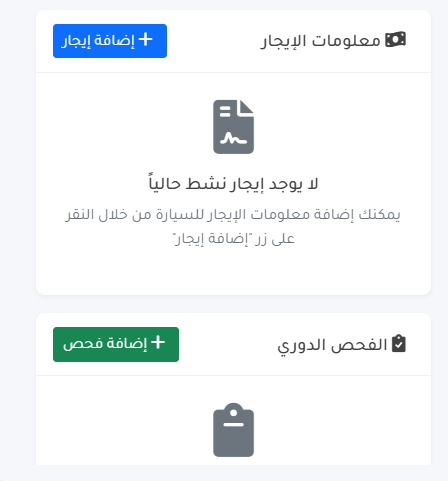 معلومات الإيجار
إضافة إيجار
لا يوجد إيجار نشط حالياً
يمكنك إضافة معلومات الإيجار للسيارة من خلال النقر
على زر "إضافة إيجار"
الفحص الدوري
إضافة فحص